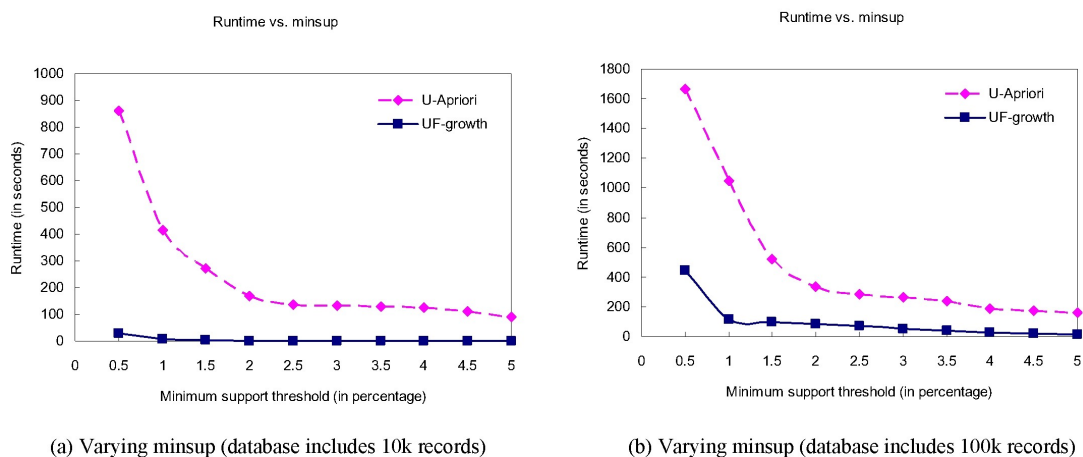 Runtime vs. minsup
1000
900
800
700
600
500
400
300
200
100
0
Runtime (in seconds)
U-Apriori
UF-growth
0 0.5 1 1.5 2 2.5 3 3.5 4 4.5 5
Minimum support threshold (in percentage)
(a) Varying minsup (database includes 10k records)
Runtime vs. minsup
1800
1600
1400
1200
1000
800
600
400
200
0
Runtime (in seconds)
U-Apriori
UF-growth
0 0.5 1 1.5 2 2.5 3 3.5 4 4.5 5
Minimum support threshold (in percentage)
(b) Varying minsup (database includes 100k records)